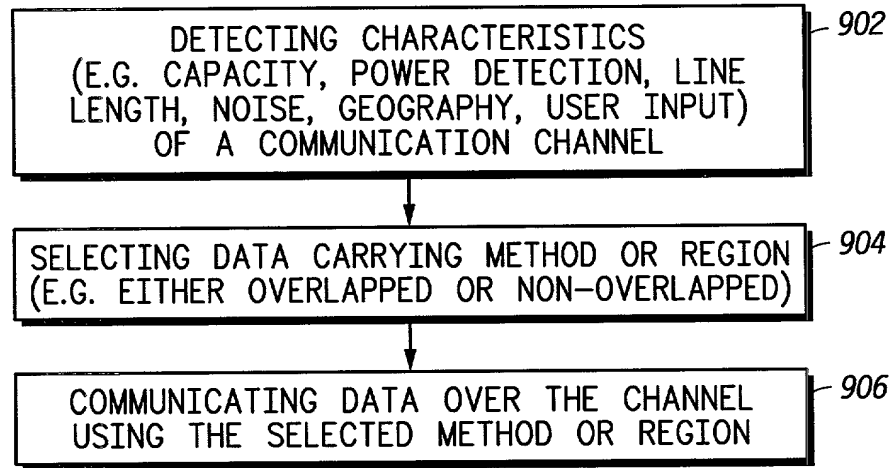 DETECTING CHARACTERISTICS
(E.G. CAPACITY, POWER DETECTION, LINE
LENGTH, NOISE, GEOGRAPHY, USER INPUT)
OF A COMMUNICATION CHANNEL
902
SELECTING DATA CARRYING METHOD OR REGION
(E.G. EITHER OVERLAPPED OR NON-OVERLAPPED)
904
COMMUNICATING DATA OVER THE CHANNEL
USING THE SELECTED METHOD OR REGION
906